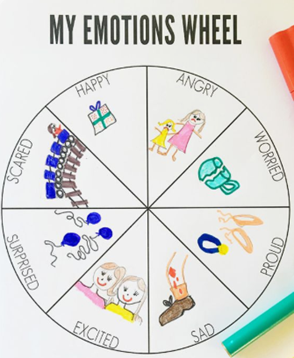 MY EMOTIONS WHEEL
HAPPY
ANGRY
WORRIED
PROUD
SAD
EXCITED
SURPRISED
SCARED